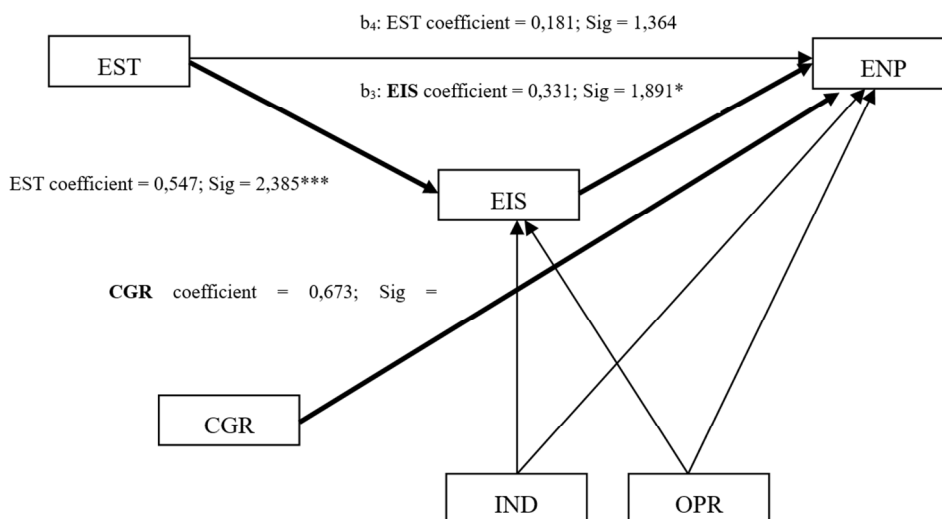 b₄: EST coefficient = 0,181; Sig = 1,364
EST
ENP
b₃: EIS coefficient = 0,331; Sig = 1,891*
EST coefficient = 0,547; Sig = 2,385***
EIS
CGR coefficient = 0,673; Sig =
CGR
IND
OPR